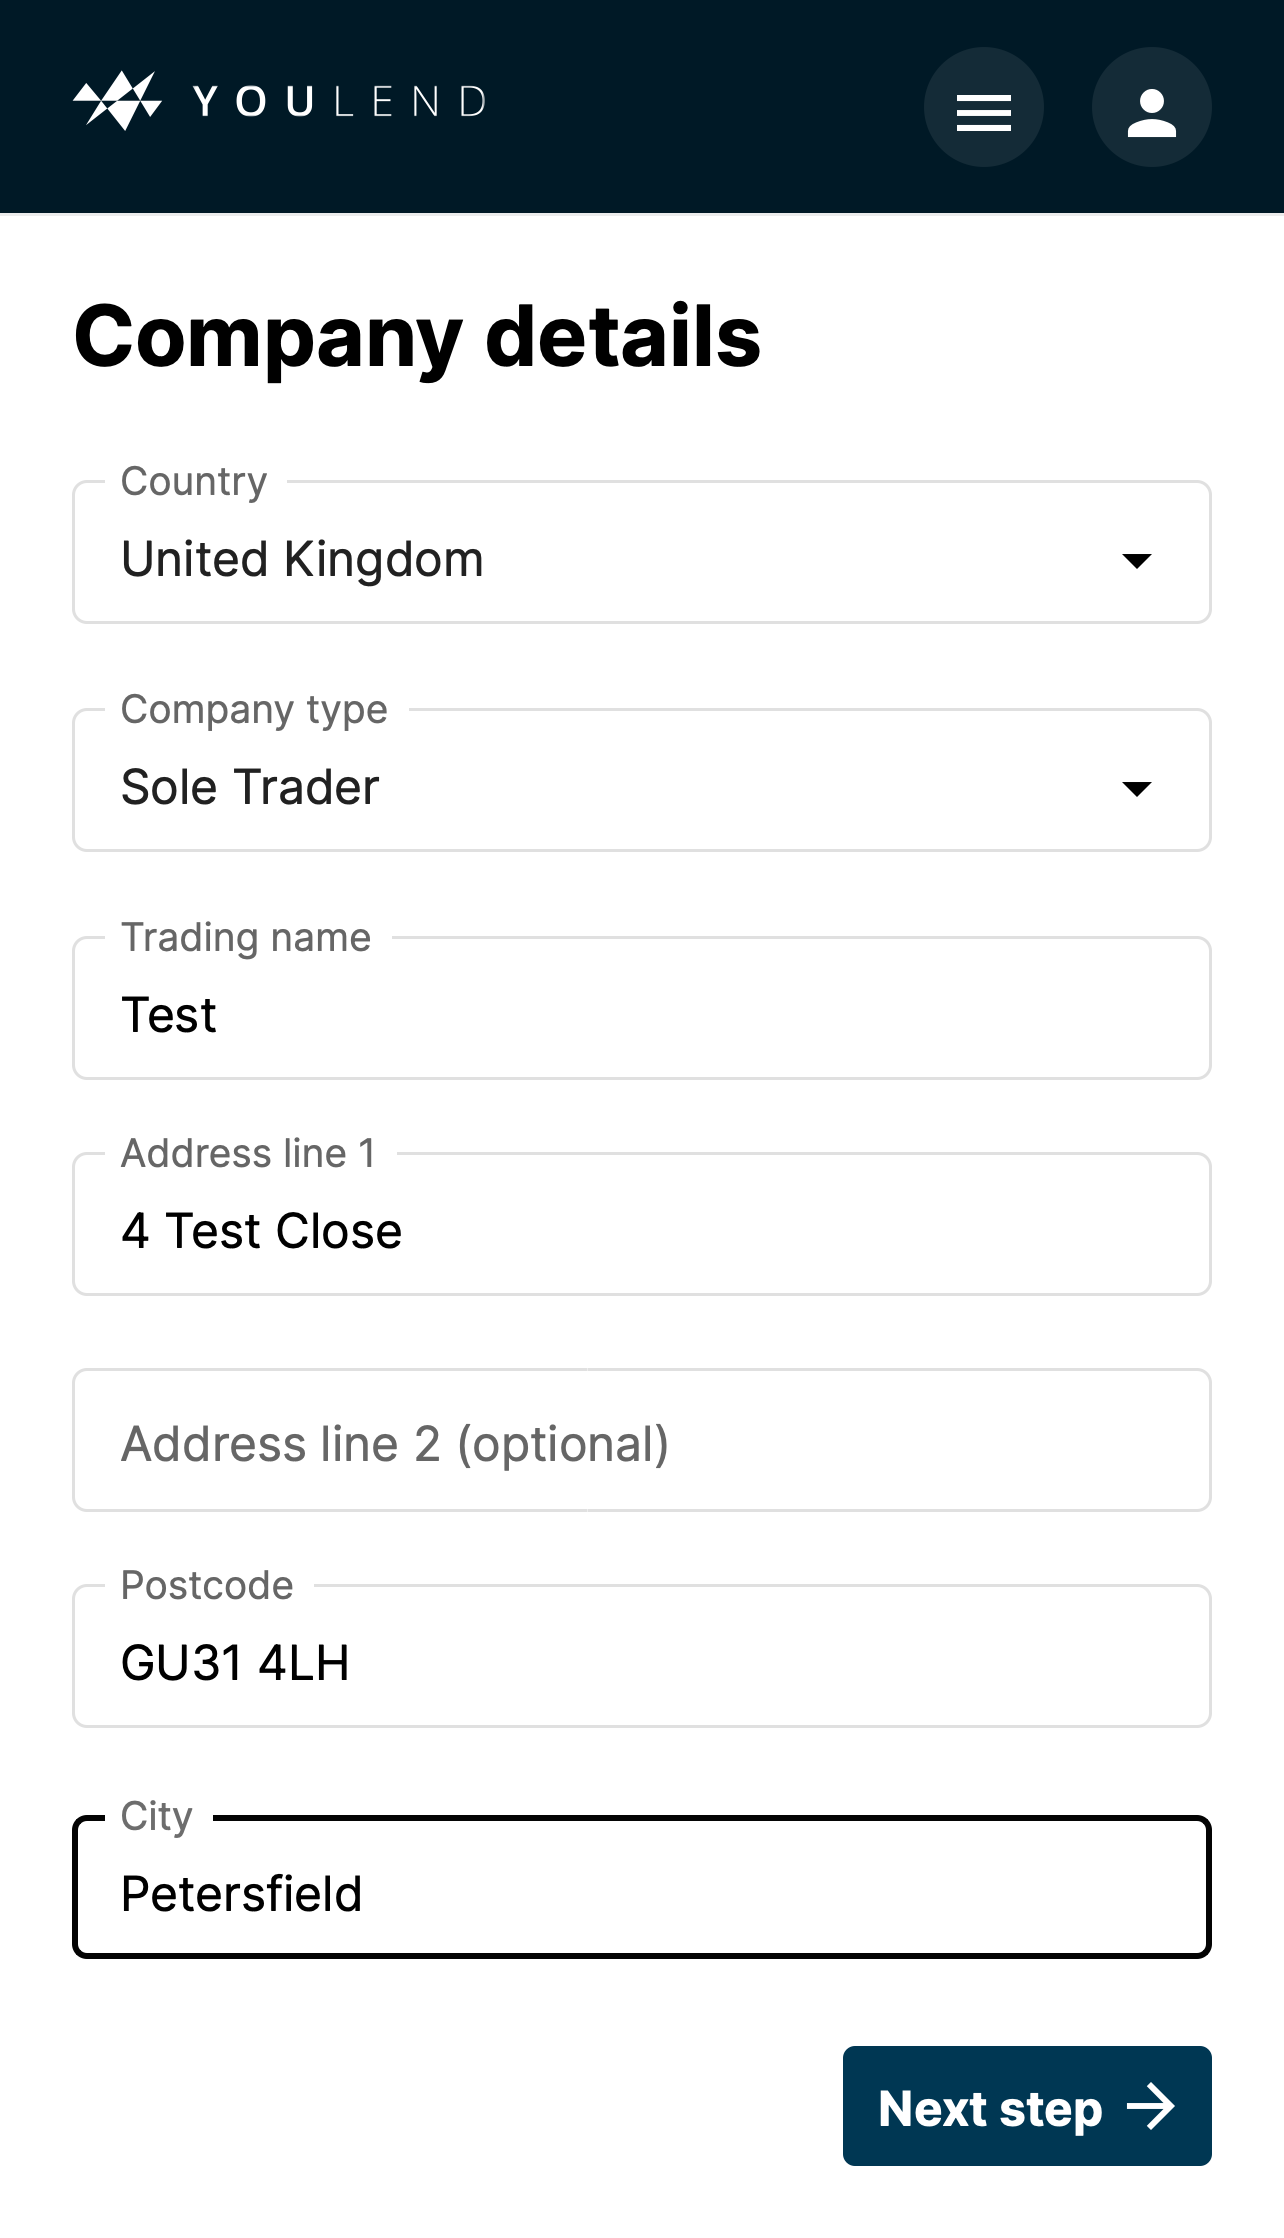 YOULEND
Company details
Country
United Kingdom
Company type
Sole Trader
Trading name
Test
Address line 1
4 Test Close
Address line 2 (optional)
Postcode
GU31 4LH
City
Petersfield
Next step